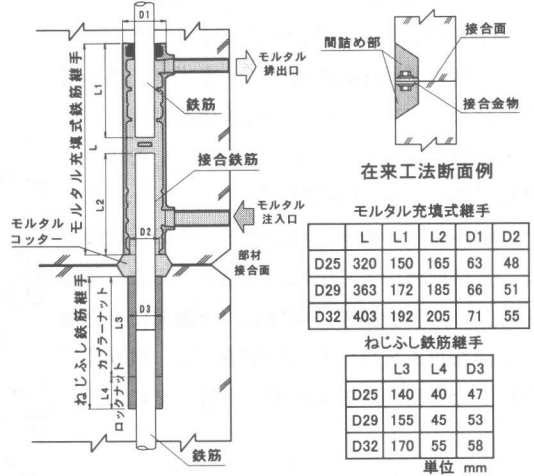 D1
モルタル
排出口
鉄筋
接合鉄筋
L1
L
モルタル充填式鉄筋継手
L2
D2
モルタル
注入口
モルタル
コッター
部材
接合面
D3
L3
カプラーナット
ねじふし鉄筋継手
L4
ロックナット
鉄筋
間詰め部
接合面
接合金物
在来工法断面例
モルタル充填式継手
L L1 L2 D1 D2
D25 320 150 165 63 48
D29 363 172 185 66 51
D32 403 192 205 71 55
ねじふし鉄筋継手
L3 L4 D3
D25 140 40 47
D29 155 45 53
D32 170 55 58
単位 mm